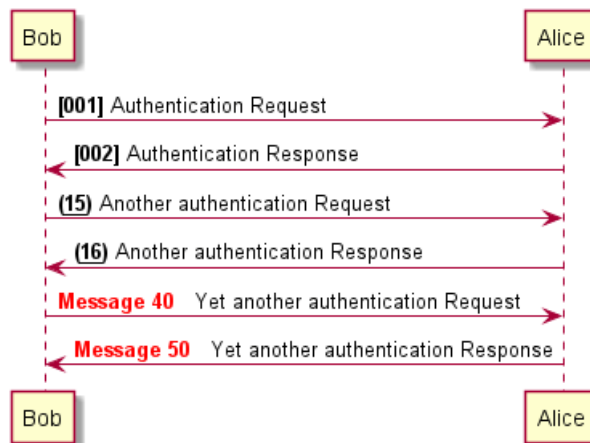 Bob Alice
[001] Authentication Request
[002] Authentication Response
(15) Another authentication Request
(16) Another authentication Response
Message 40 Yet another authentication Request
Message 50 Yet another authentication Response
Bob Alice